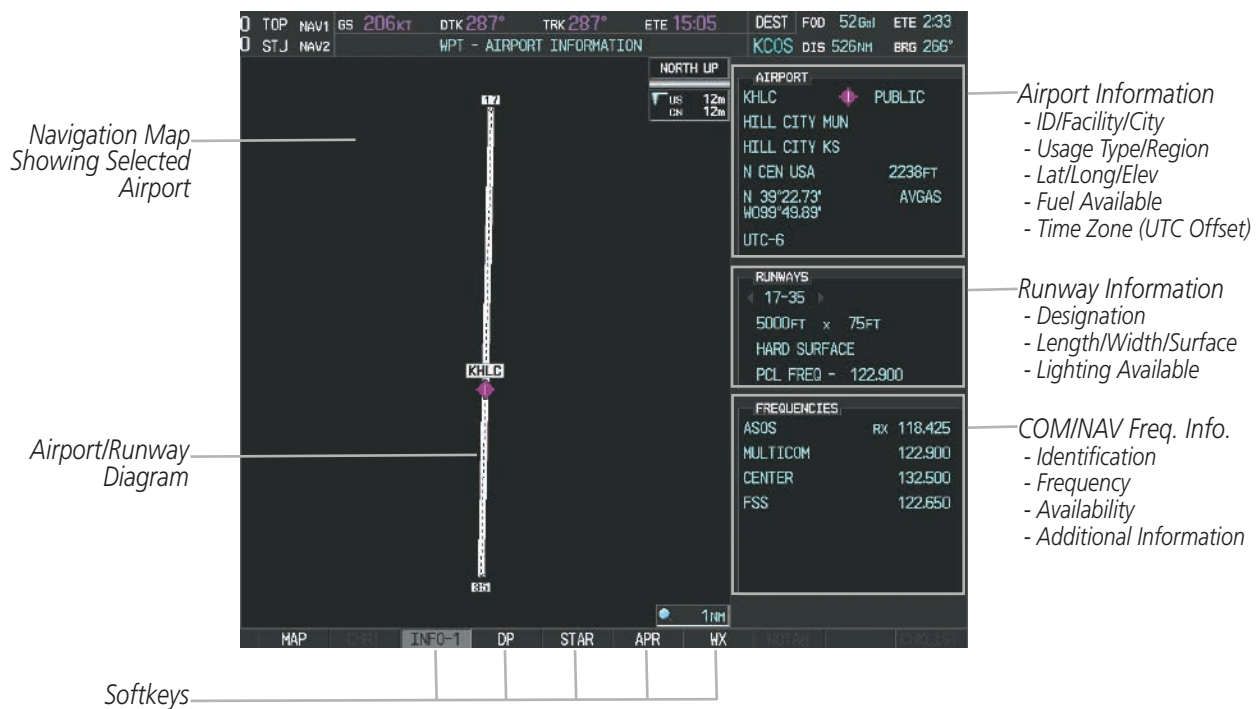 0 TOP NAV1 GS 206KT DTK 287° TRK 287° ETE 15:05 DEST FOD 52Gal ETE 2:33
0 STJ NAV2 WPT - AIRPORT INFORMATION KCOS DIS 526NM BRG 266°
NORTH UP
US 12m
CN 12m
17
KHLC
35
1NM
AIRPORT
KHLC PUBLIC
HILL CITY MUN
HILL CITY KS
N CEN USA 2238FT
N 39°22.73' AVGAS
W099°49.89'
UTC-6
RUNWAYS
17-35
5000FT x 75FT
HARD SURFACE
PCL FREQ - 122.900
FREQUENCIES
ASOS RX 118.425
MULTICOM 122.900
CENTER 132.500
FSS 122.650
MAP CHRT INFO-1 DP STAR APR WX NOTAM CHKLIST
Navigation Map
Showing Selected
Airport
Airport/Runway
Diagram
Softkeys
Airport Information
- ID/Facility/City
- Usage Type/Region
- Lat/Long/Elev
- Fuel Available
- Time Zone (UTC Offset)
Runway Information
- Designation
- Length/Width/Surface
- Lighting Available
COM/NAV Freq. Info.
- Identification
- Frequency
- Availability
- Additional Information